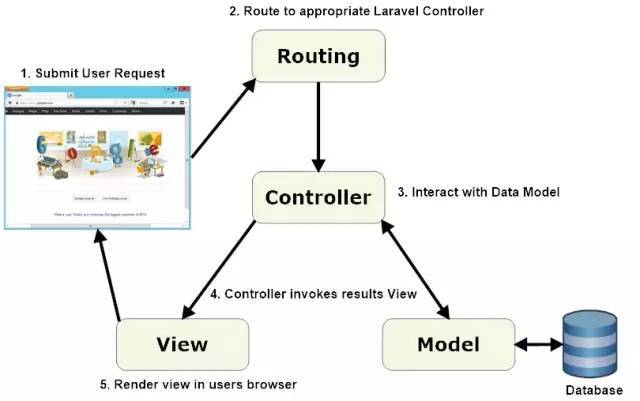 2. Route to appropriate Laravel Controller
1. Submit User Request
Routing
Google
Controller
3. Interact with Data Model
4. Controller invokes results View
View
Model
5. Render view in users browser
Database